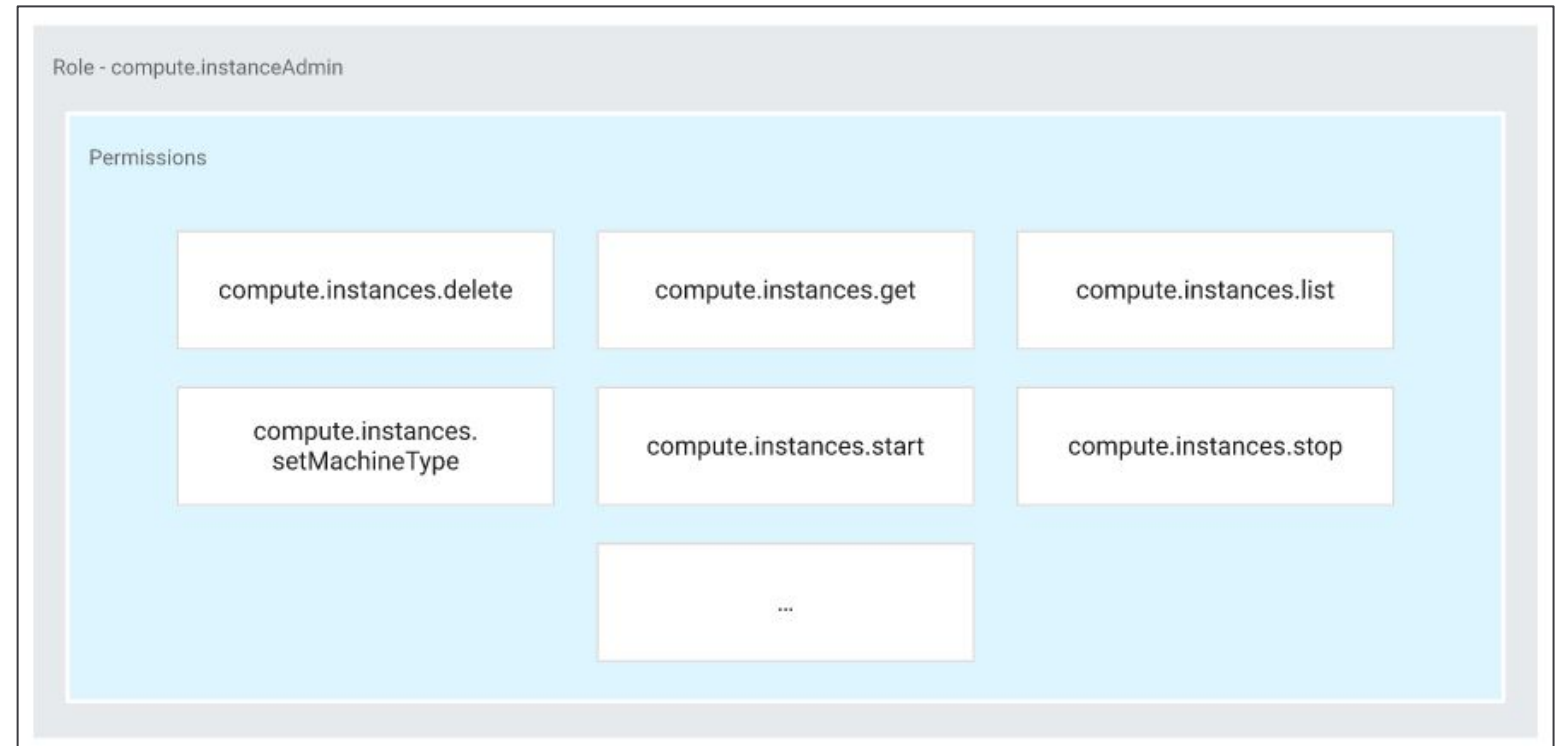 Role - compute.instanceAdmin
Permissions
compute.instances.delete
compute.instances.get
compute.instances.list
compute.instances.
setMachineType
compute.instances.start
compute.instances.stop
...